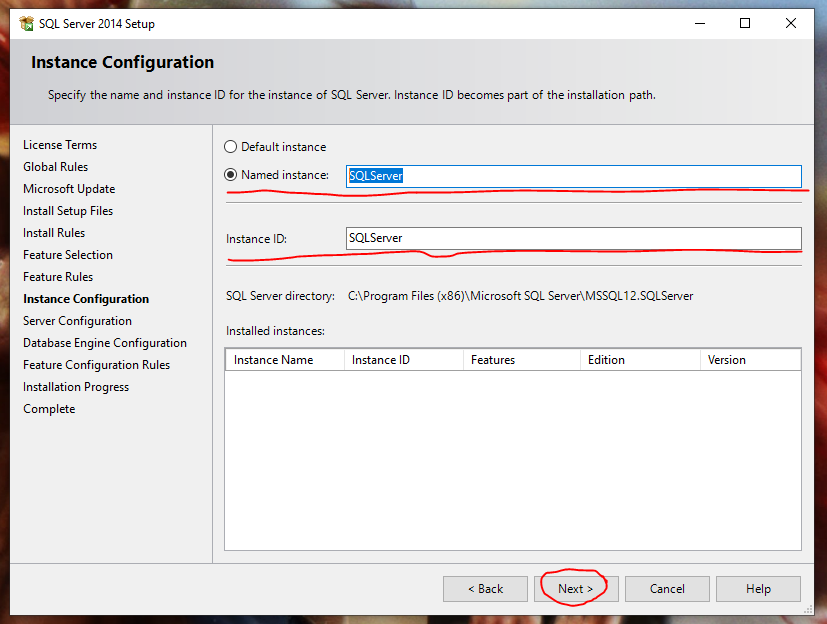 SQL Server 2014 Setup
Instance Configuration
Specify the name and instance ID for the instance of SQL Server. Instance ID becomes part of the installation path.
License Terms
Global Rules
Microsoft Update
Install Setup Files
Install Rules
Feature Selection
Feature Rules
Instance Configuration
Server Configuration
Database Engine Configuration
Feature Configuration Rules
Installation Progress
Complete
Default instance
Named instance: SQLServer
Instance ID: SQLServer
SQL Server directory: C:\Program Files (x86)\Microsoft SQL Server\MSSQL12.SQLServer
Installed instances:
Instance Name Instance ID Features Edition Version
< Back Next > Cancel Help